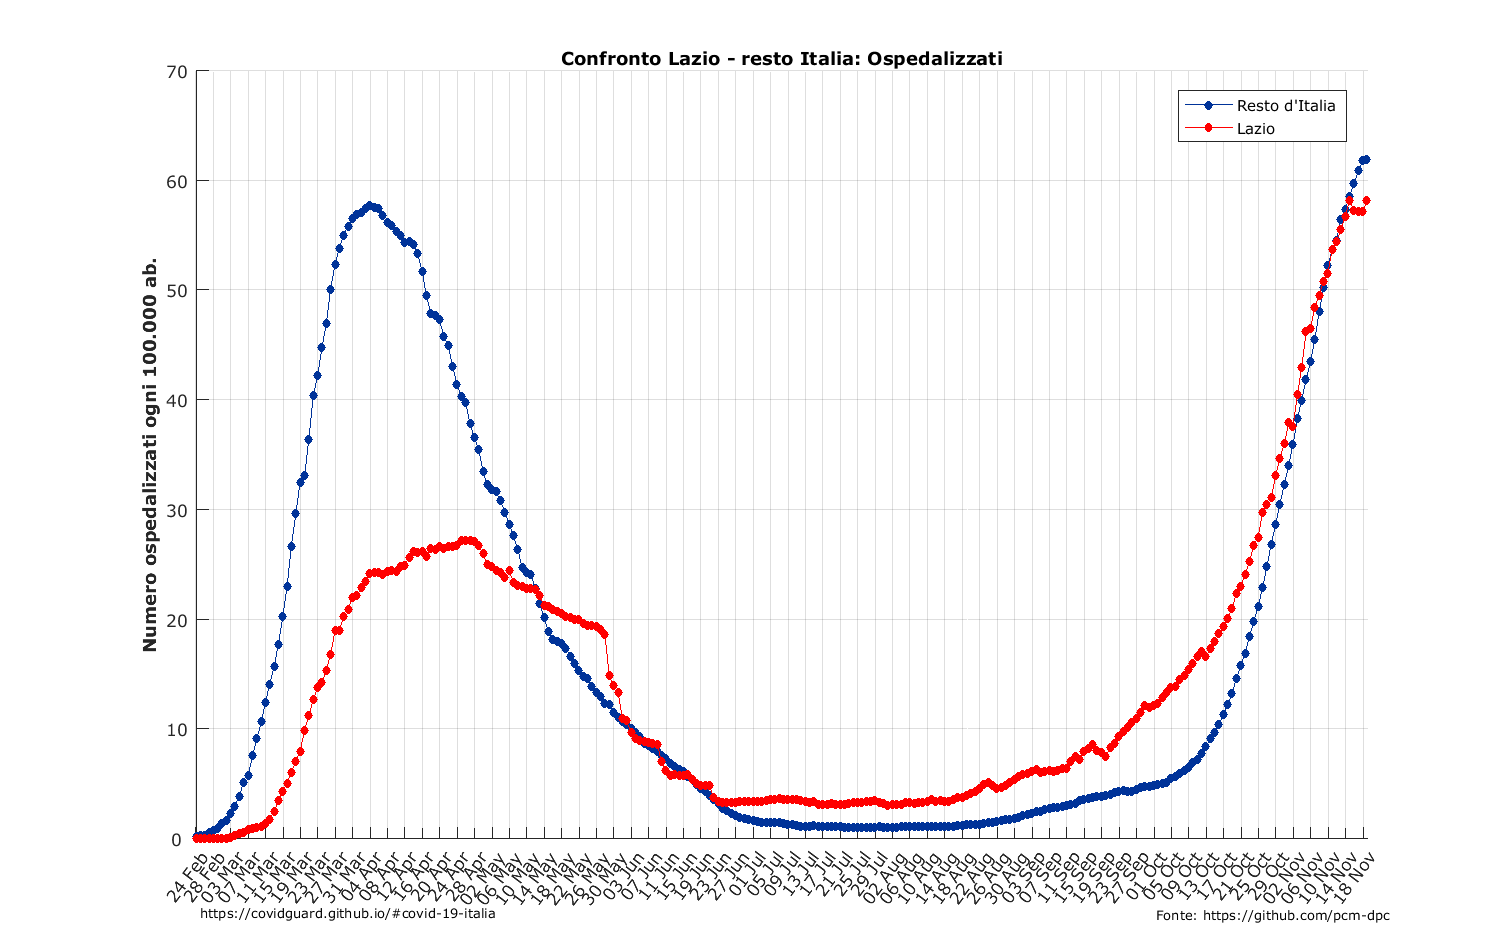 Confronto Lazio - resto Italia: Ospedalizzati
Resto d'Italia
Lazio
Numero ospedalizzati ogni 100.000 ab.
70
60
50
40
30
20
10
0
24 Feb
28 Feb
03 Mar
07 Mar
11 Mar
15 Mar
19 Mar
23 Mar
27 Mar
31 Mar
04 Apr
08 Apr
12 Apr
16 Apr
20 Apr
24 Apr
28 Apr
02 May
06 May
10 May
14 May
18 May
22 May
26 May
30 May
03 Jun
07 Jun
11 Jun
15 Jun
19 Jun
23 Jun
27 Jun
01 Jul
05 Jul
09 Jul
13 Jul
17 Jul
21 Jul
25 Jul
29 Jul
02 Aug
06 Aug
10 Aug
14 Aug
18 Aug
22 Aug
26 Aug
30 Aug
03 Sep
07 Sep
11 Sep
15 Sep
19 Sep
23 Sep
27 Sep
01 Oct
05 Oct
09 Oct
13 Oct
17 Oct
21 Oct
25 Oct
29 Oct
02 Nov
06 Nov
10 Nov
14 Nov
18 Nov
https://covidguard.github.io/#covid-19-italia
Fonte: https://github.com/pcm-dpc